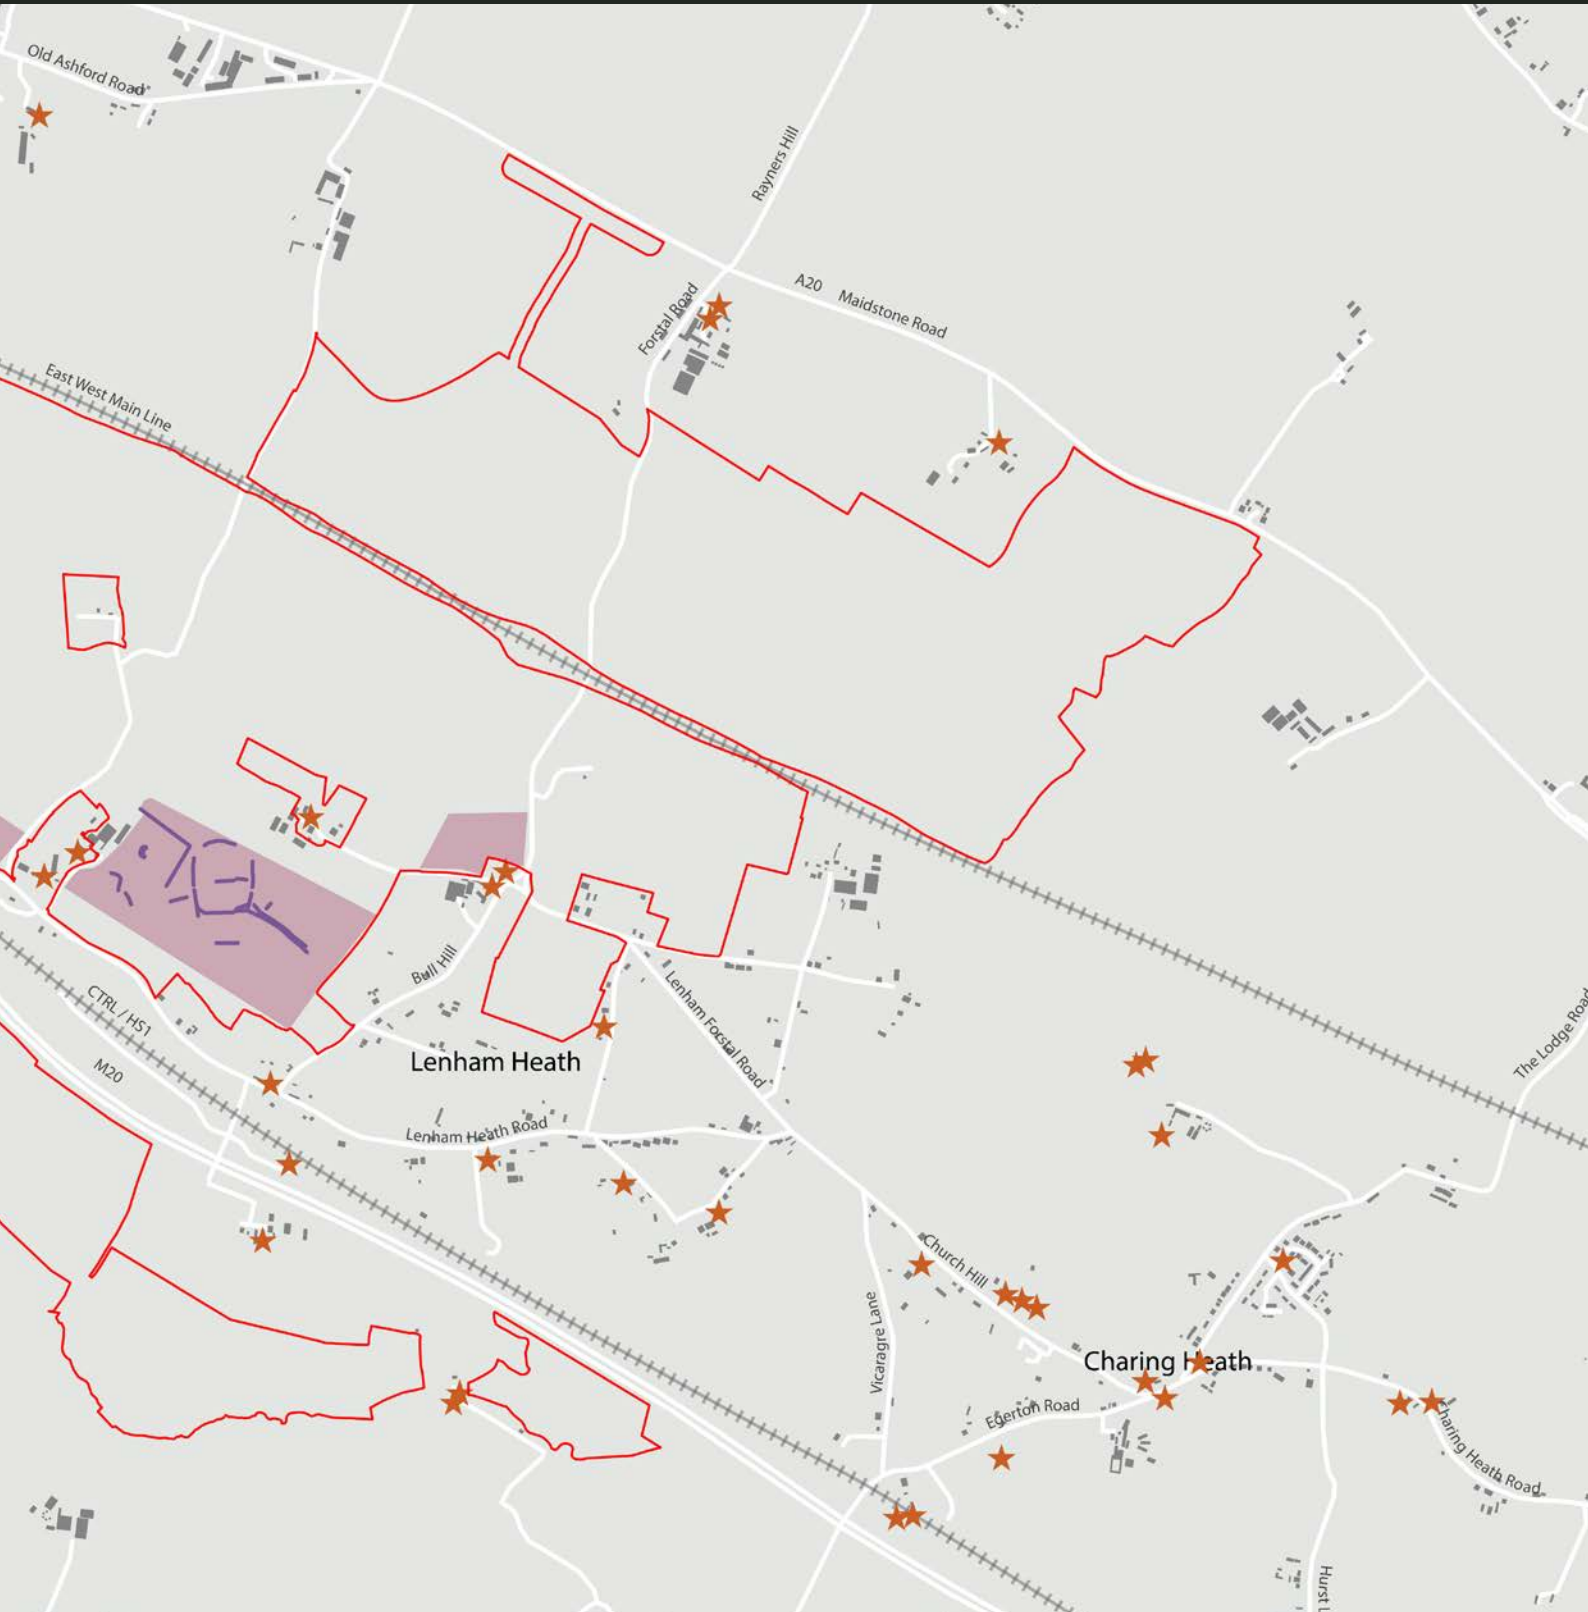 Old Ashford Road
Rayners Hill
A20 Maidstone Road
Forstal Road
East West Main Line
Bull Hill
CTRL / HS1
M20
Lenham Heath
Lenham Forstal Road
The Lodge Road
Lenham Heath Road
Church Hill
Vicaragre Lane
Charing Heath
Egerton Road
Charing Heath Road
Hurst L